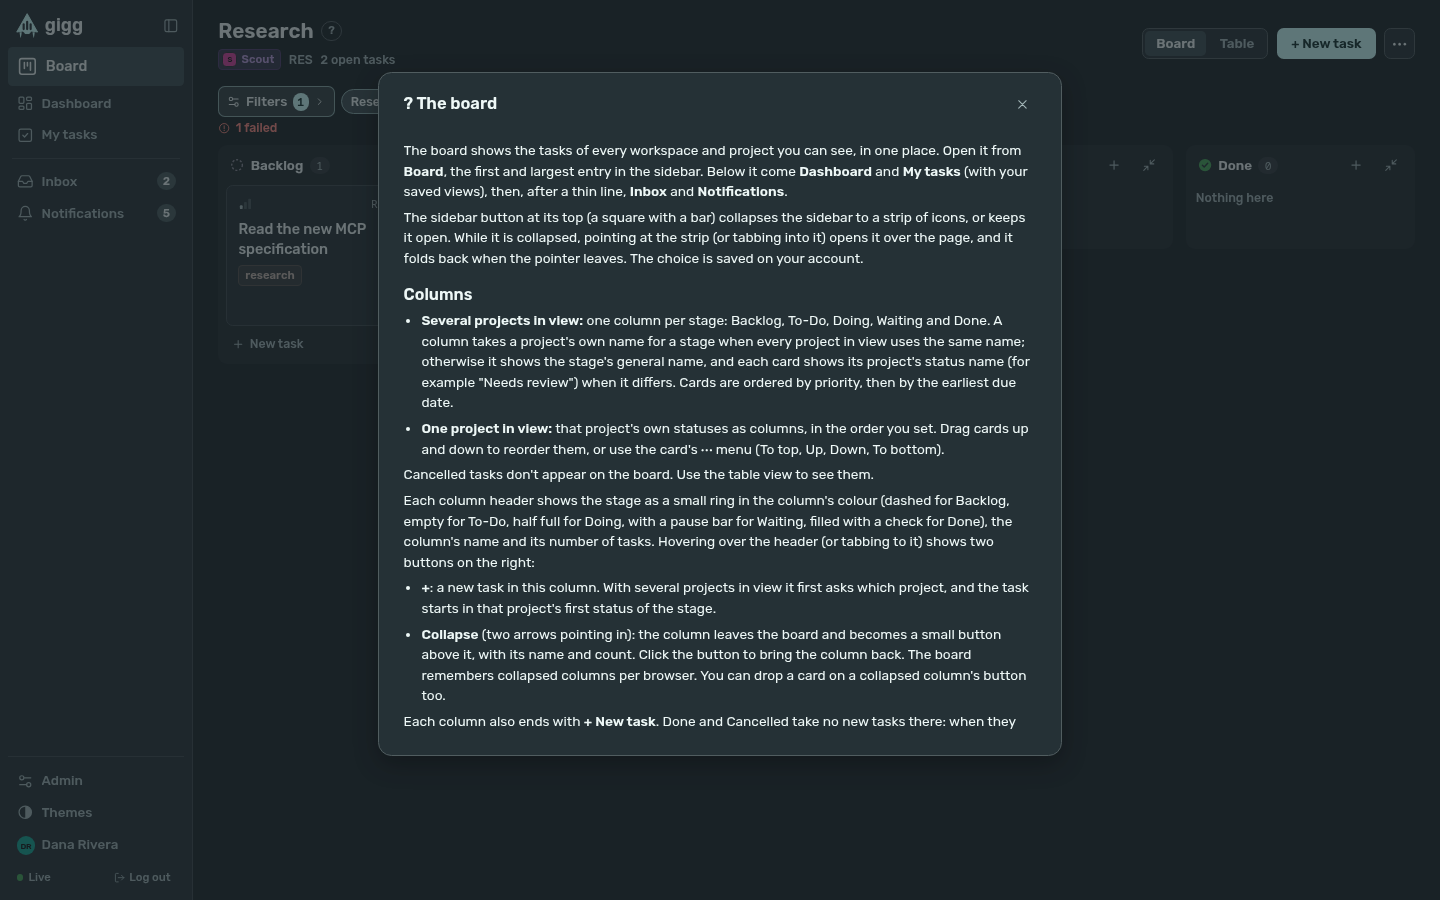 gigg
Board
Dashboard
My tasks
Inbox 2
Notifications 5
Admin
Themes
DR Dana Rivera
Live Log out
Research ?
S Scout RES 2 open tasks
Board Table + New task ···
Filters 1
1 failed
Backlog 1
Read the new MCP
specification
research
+ New task
Done 0
Nothing here
? The board
The board shows the tasks of every workspace and project you can see, in one place. Open it from
Board, the first and largest entry in the sidebar. Below it come Dashboard and My tasks (with your
saved views), then, after a thin line, Inbox and Notifications.
The sidebar button at its top (a square with a bar) collapses the sidebar to a strip of icons, or keeps
it open. While it is collapsed, pointing at the strip (or tabbing into it) opens it over the page, and it
folds back when the pointer leaves. The choice is saved on your account.
Columns
• Several projects in view: one column per stage: Backlog, To-Do, Doing, Waiting and Done. A
column takes a project's own name for a stage when every project in view uses the same name;
otherwise it shows the stage's general name, and each card shows its project's status name (for
example "Needs review") when it differs. Cards are ordered by priority, then by the earliest due
date.
• One project in view: that project's own statuses as columns, in the order you set. Drag cards up
and down to reorder them, or use the card's ··· menu (To top, Up, Down, To bottom).
Cancelled tasks don't appear on the board. Use the table view to see them.
Each column header shows the stage as a small ring in the column's colour (dashed for Backlog,
empty for To-Do, half full for Doing, with a pause bar for Waiting, filled with a check for Done), the
column's name and its number of tasks. Hovering over the header (or tabbing to it) shows two
buttons on the right:
• +: a new task in this column. With several projects in view it first asks which project, and the task
starts in that project's first status of the stage.
• Collapse (two arrows pointing in): the column leaves the board and becomes a small button
above it, with its name and count. Click the button to bring the column back. The board
remembers collapsed columns per browser. You can drop a card on a collapsed column's button
too.
Each column also ends with + New task. Done and Cancelled take no new tasks there: when they